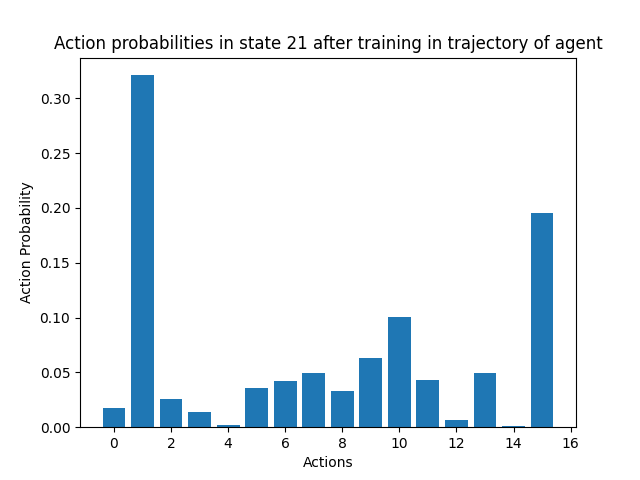 Action probabilities in state 21 after training in trajectory of agent
0.30
0.25
0.20
0.15
0.10
0.05
0.00
Action Probability
0 2 4 6 8 10 12 14 16
Actions